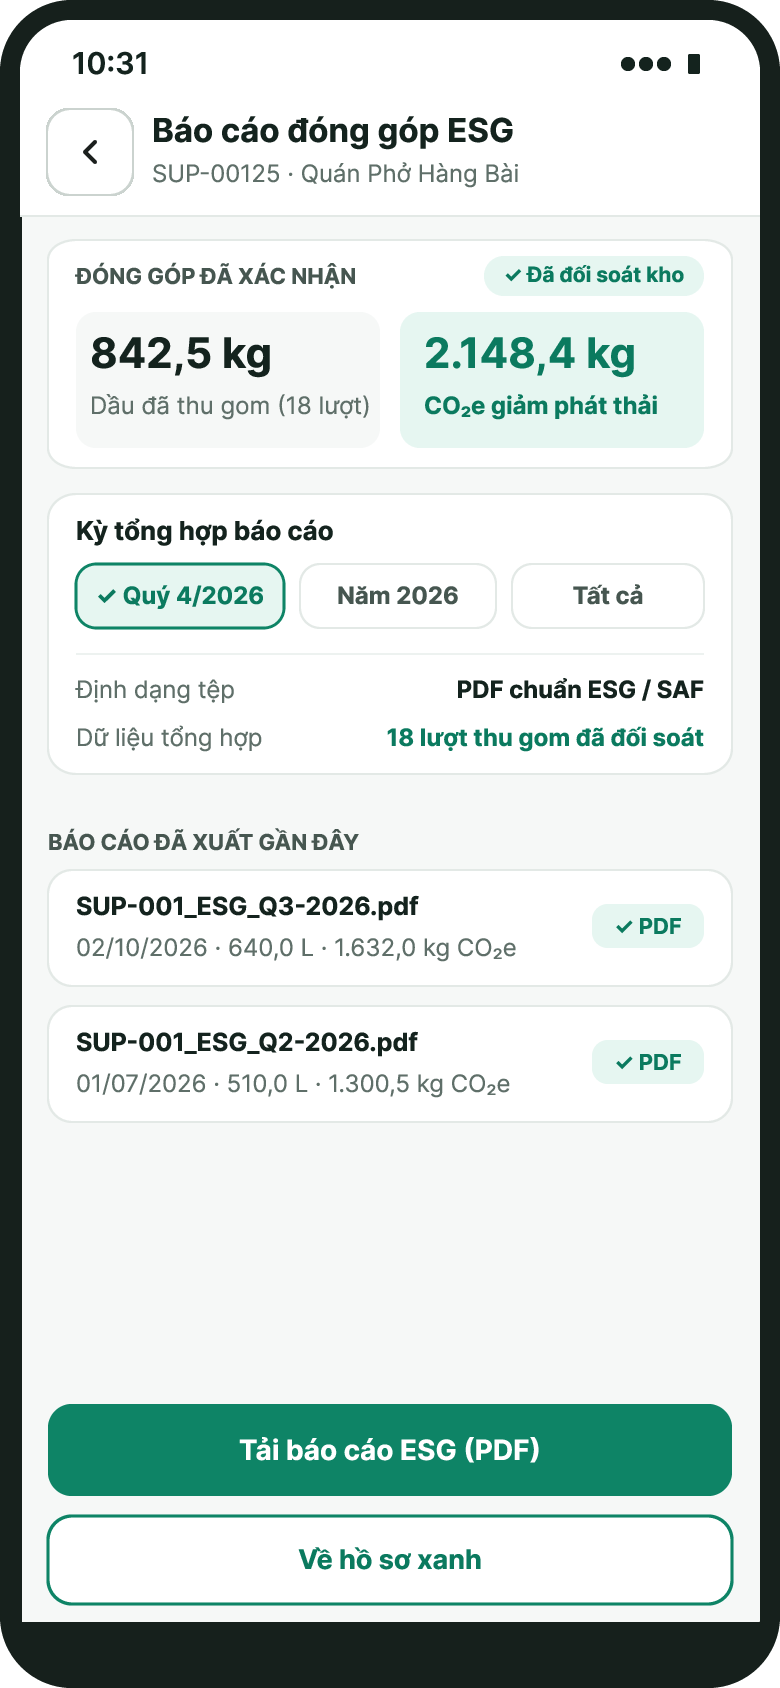 10:31
Báo cáo đóng góp ESG
SUP-00125 · Quán Phở Hàng Bài
ĐÓNG GÓP ĐÃ XÁC NHẬN
✓ Đã đối soát kho
842,5 kg
Dầu đã thu gom (18 lượt)
2.148,4 kg
CO₂e giảm phát thải
Kỳ tổng hợp báo cáo
✓ Quý 4/2026
Năm 2026
Tất cả
Định dạng tệp
PDF chuẩn ESG / SAF
Dữ liệu tổng hợp
18 lượt thu gom đã đối soát
BÁO CÁO ĐÃ XUẤT GẦN ĐÂY
SUP-001_ESG_Q3-2026.pdf
02/10/2026 · 640,0 L · 1.632,0 kg CO₂e
✓ PDF
SUP-001_ESG_Q2-2026.pdf
01/07/2026 · 510,0 L · 1.300,5 kg CO₂e
✓ PDF
Tải báo cáo ESG (PDF)
Về hồ sơ xanh